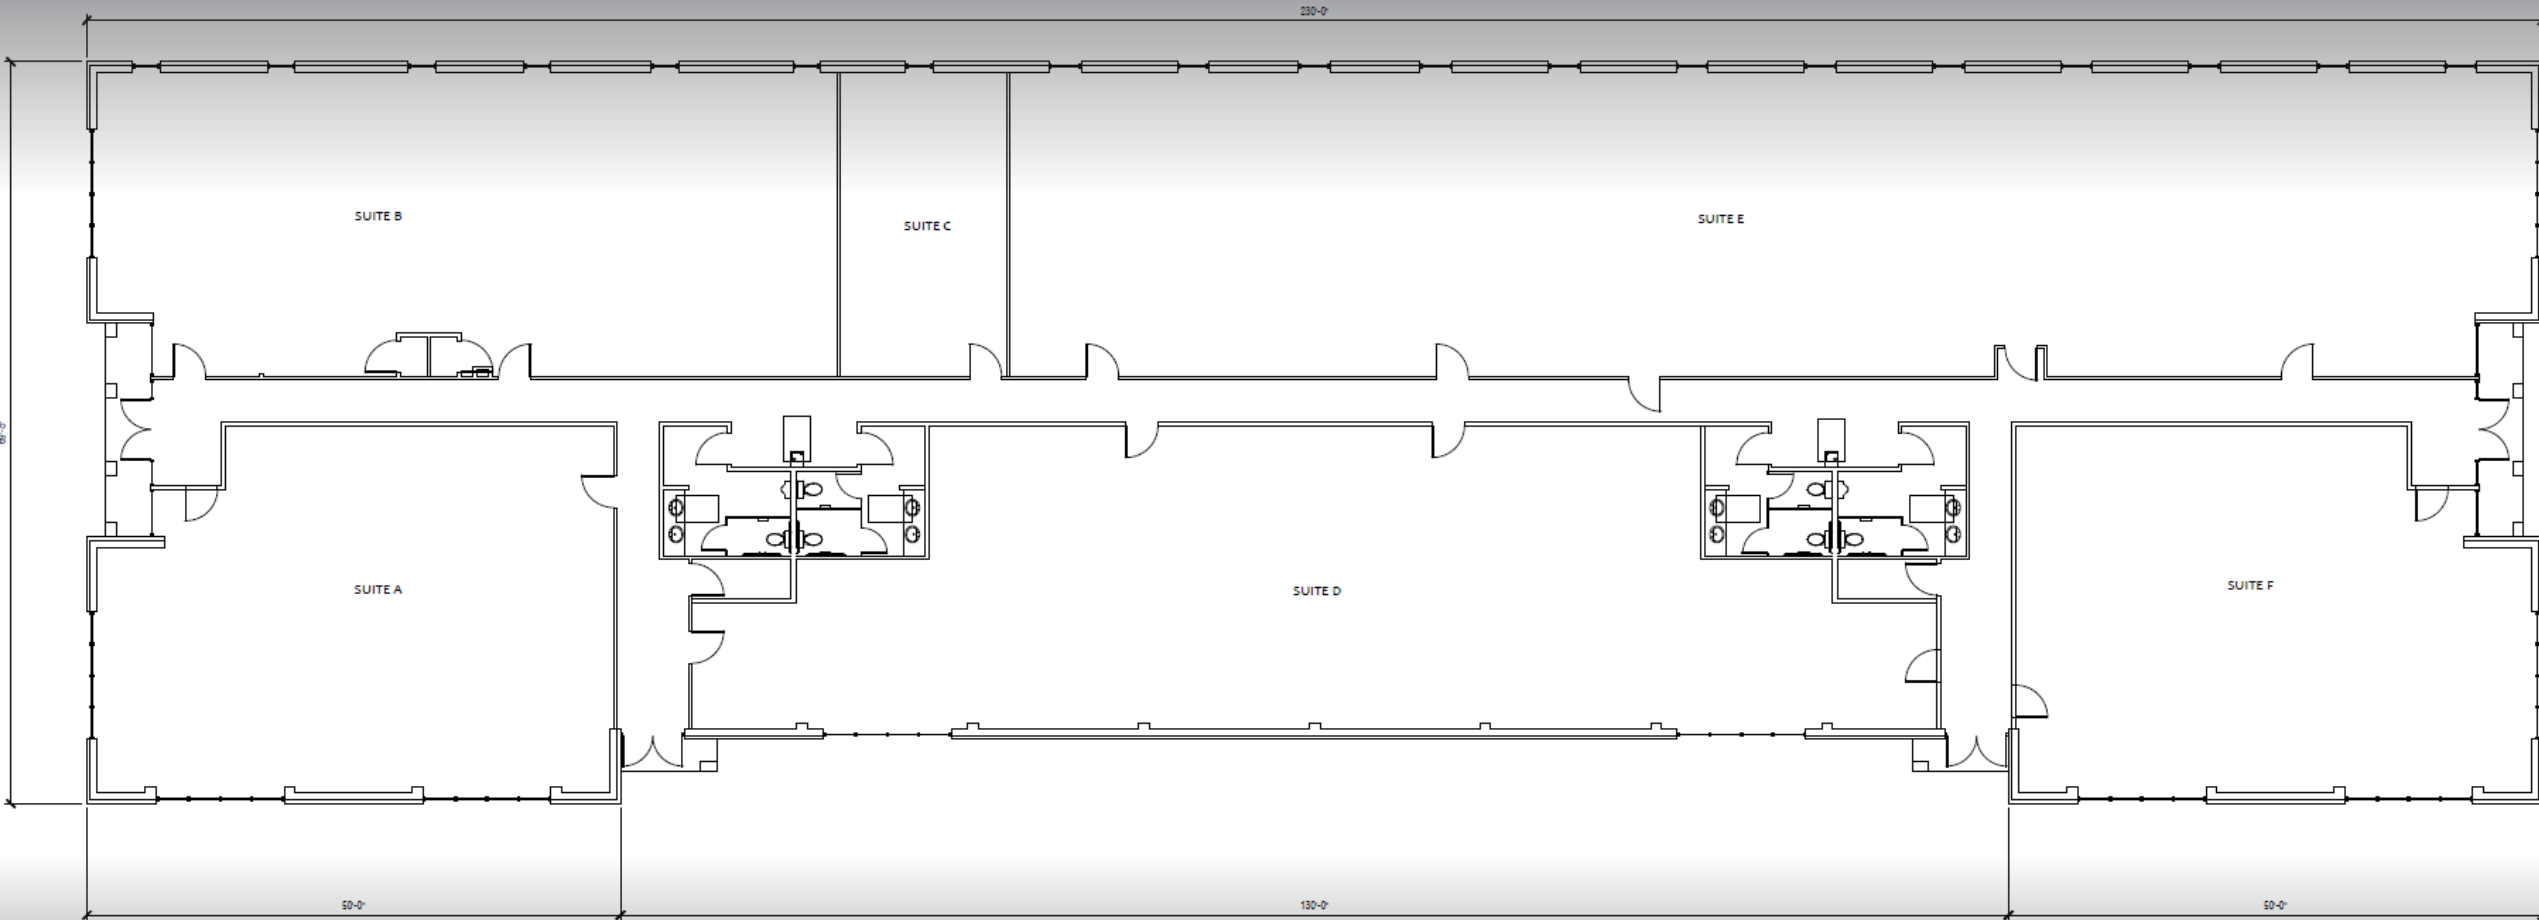 230'-0"
SUITE B
SUITE C
SUITE E
SUITE A
SUITE D
SUITE F
50'-0"
130'-0"
50'-0"